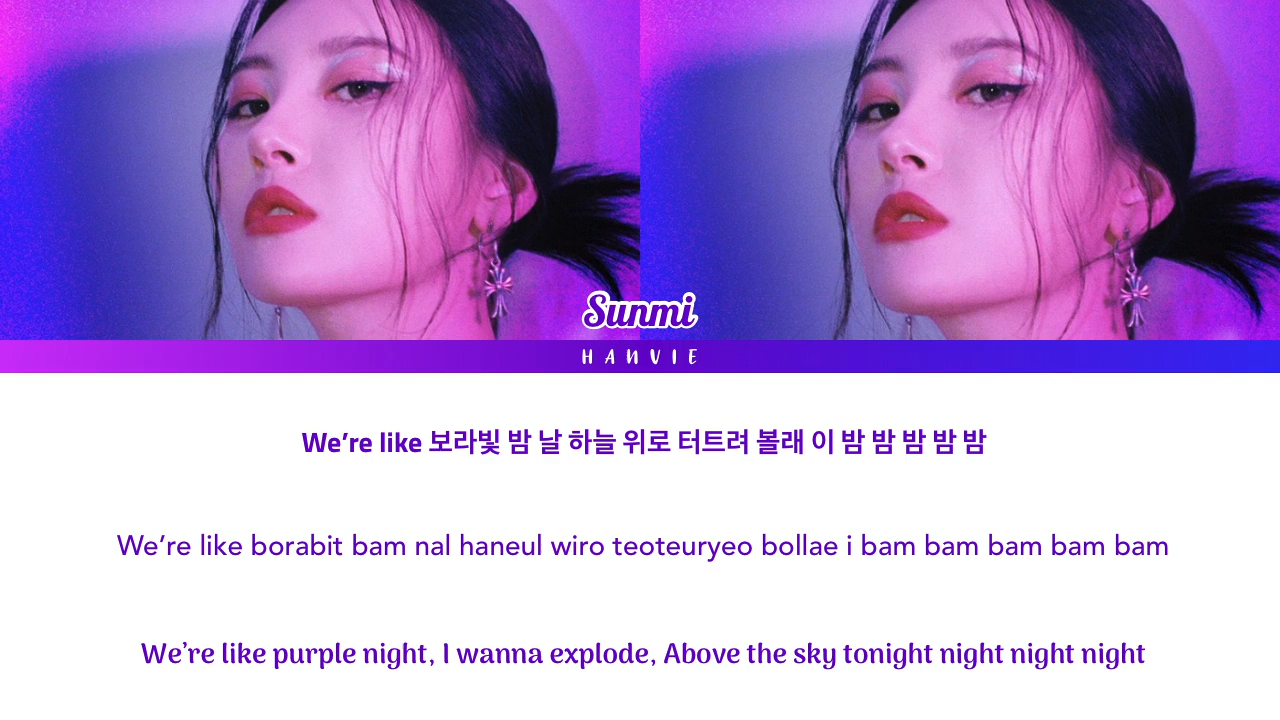 Sunmi
HANVIE
We're like 보라빛 밤 날 하늘 위로 터트려 볼래 이 밤 밤 밤 밤 밤
We're like borabit bam nal haneul wiro teoteuryeo bollae i bam bam bam bam bam
We're like purple night, I wanna explode, Above the sky tonight night night night